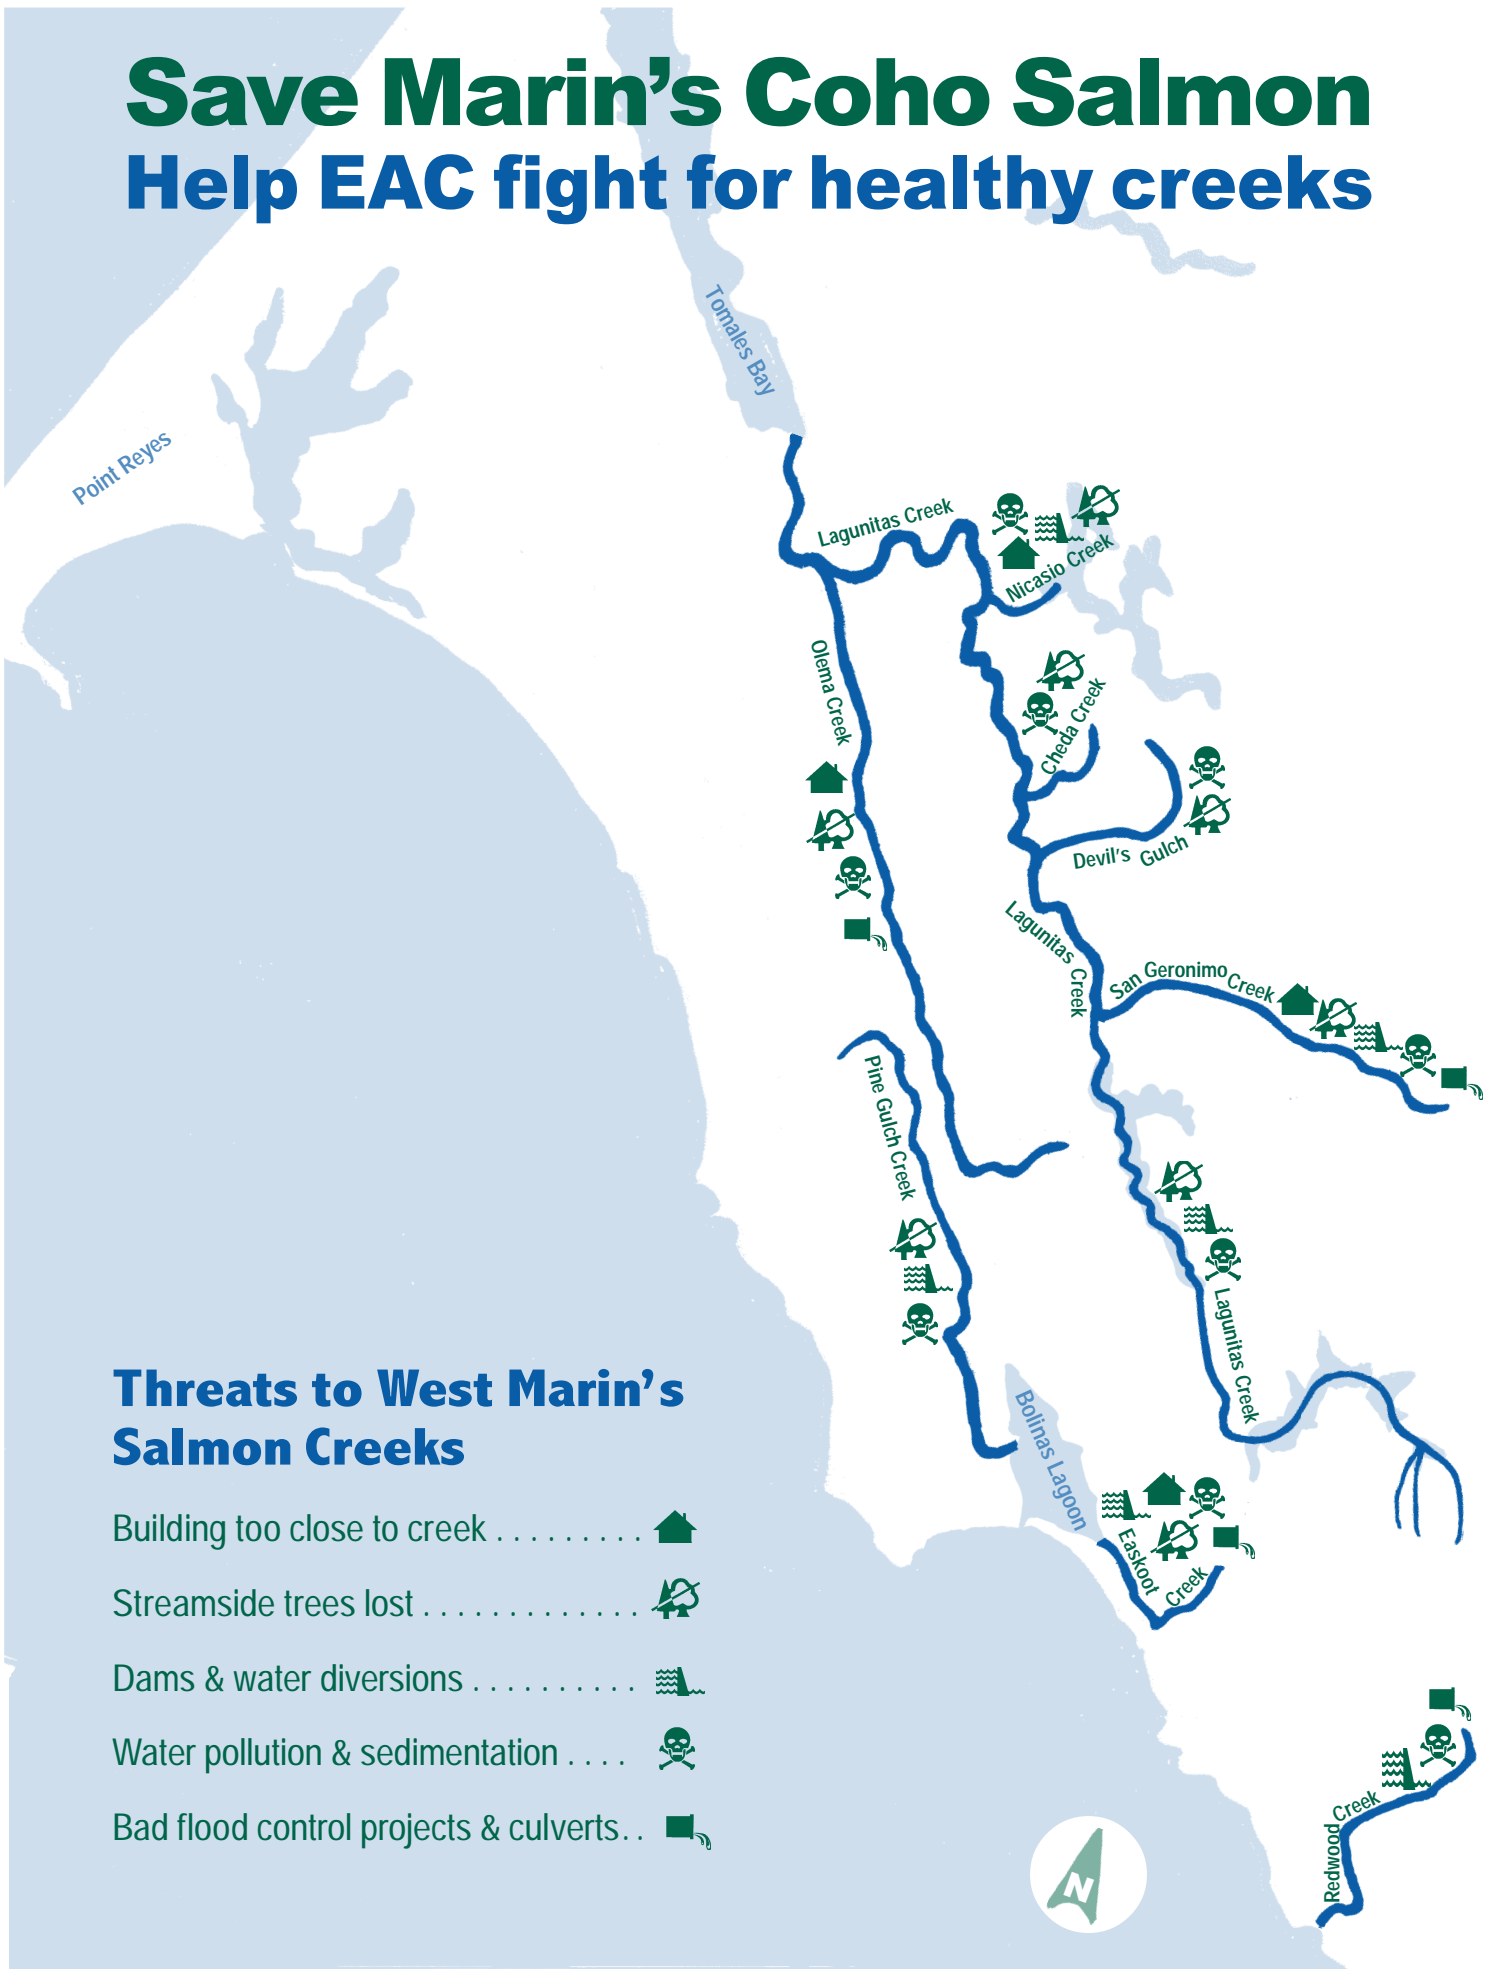 Save Marin’s Coho Salmon
Help EAC fight for healthy creeks
Tomales Bay
Point Reyes
Lagunitas Creek
Nicasio Creek
Olema Creek
Cheda Creek
Devil's Gulch
Lagunitas Creek
San Geronimo Creek
Pine Gulch Creek
Lagunitas Creek
Bolinas Lagoon
Easkoot Creek
Redwood Creek
Threats to West Marin’s
Salmon Creeks
Building too close to creek . . . . . . . . .
Streamside trees lost . . . . . . . . . . . . .
Dams & water diversions . . . . . . . . . .
Water pollution & sedimentation . . . .
Bad flood control projects & culverts. .
N